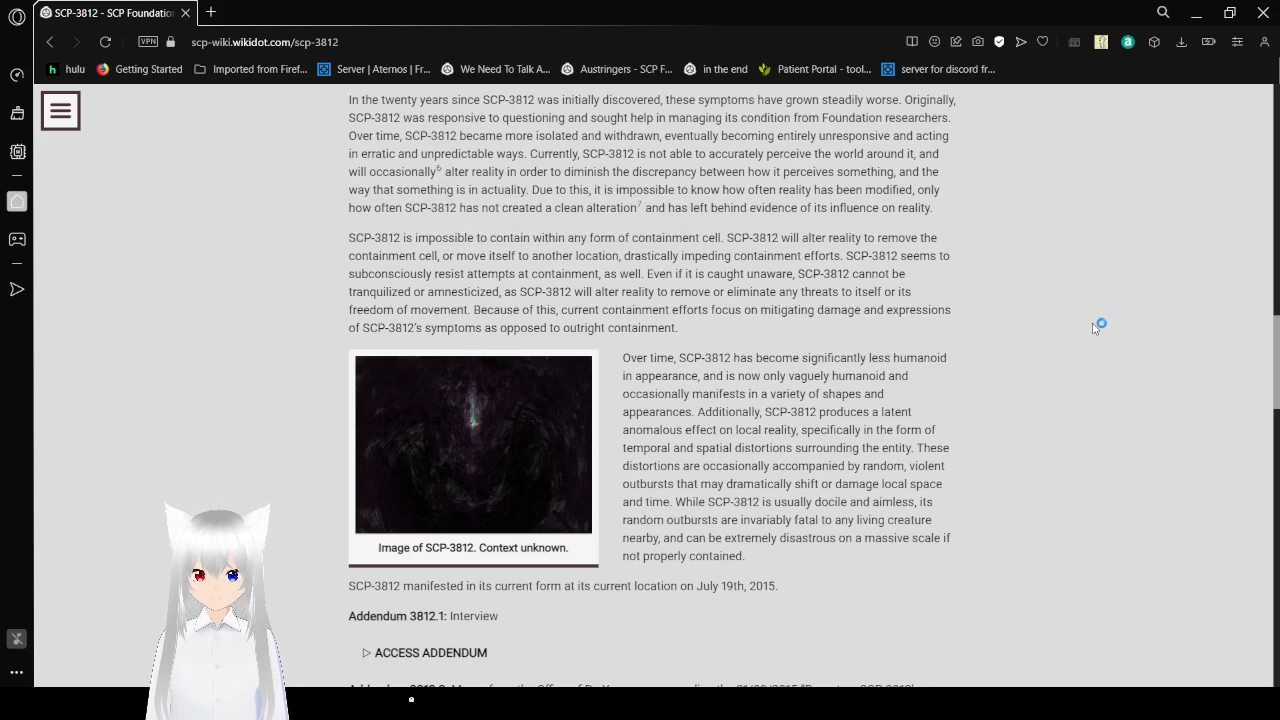 SCP-3812 - SCP Foundatio
VPN
scp-wiki.wikidot.com/scp-3812
hulu
Getting Started
Imported from Firef...
Server | Aternos | Fr...
We Need To Talk A...
Austringers - SCP F...
in the end
Patient Portal - tool...
server for discord fr...
In the twenty years since SCP-3812 was initially discovered, these symptoms have grown steadily worse. Originally,
SCP-3812 was responsive to questioning and sought help in managing its condition from Foundation researchers.
Over time, SCP-3812 became more isolated and withdrawn, eventually becoming entirely unresponsive and acting
in erratic and unpredictable ways. Currently, SCP-3812 is not able to accurately perceive the world around it, and
will occasionally6 alter reality in order to diminish the discrepancy between how it perceives something, and the
way that something is in actuality. Due to this, it is impossible to know how often reality has been modified, only
how often SCP-3812 has not created a clean alteration7 and has left behind evidence of its influence on reality.
SCP-3812 is impossible to contain within any form of containment cell. SCP-3812 will alter reality to remove the
containment cell, or move itself to another location, drastically impeding containment efforts. SCP-3812 seems to
subconsciously resist attempts at containment, as well. Even if it is caught unaware, SCP-3812 cannot be
tranquilized or amnesticized, as SCP-3812 will alter reality to remove or eliminate any threats to itself or its
freedom of movement. Because of this, current containment efforts focus on mitigating damage and expressions
of SCP-3812's symptoms as opposed to outright containment.
Over time, SCP-3812 has become significantly less humanoid
in appearance, and is now only vaguely humanoid and
occasionally manifests in a variety of shapes and
appearances. Additionally, SCP-3812 produces a latent
anomalous effect on local reality, specifically in the form of
temporal and spatial distortions surrounding the entity. These
distortions are occasionally accompanied by random, violent
outbursts that may dramatically shift or damage local space
and time. While SCP-3812 is usually docile and aimless, its
random outbursts are invariably fatal to any living creature
nearby, and can be extremely disastrous on a massive scale if
not properly contained.
Image of SCP-3812. Context unknown.
SCP-3812 manifested in its current form at its current location on July 19th, 2015.
Addendum 3812.1: Interview
▷ ACCESS ADDENDUM